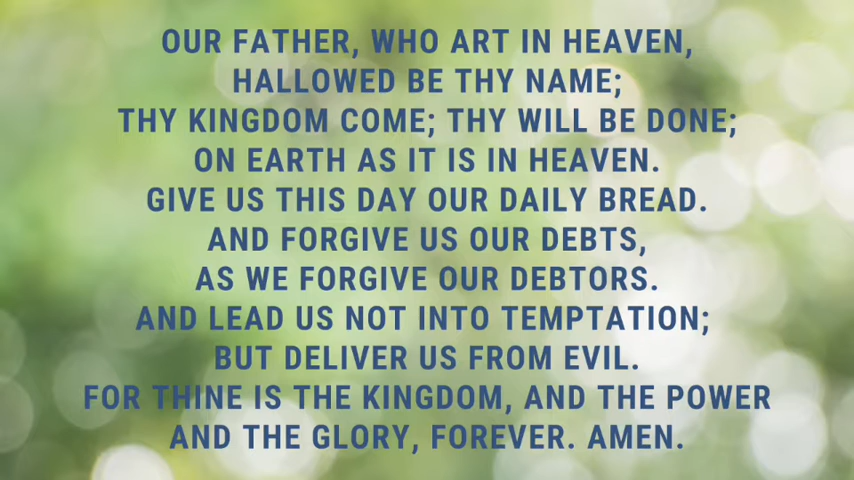 OUR FATHER, WHO ART IN HEAVEN,
HALLOWED BE THY NAME;
THY KINGDOM COME; THY WILL BE DONE;
ON EARTH AS IT IS IN HEAVEN.
GIVE US THIS DAY OUR DAILY BREAD.
AND FORGIVE US OUR DEBTS,
AS WE FORGIVE OUR DEBTORS.
AND LEAD US NOT INTO TEMPTATION;
BUT DELIVER US FROM EVIL.
FOR THINE IS THE KINGDOM, AND THE POWER
AND THE GLORY, FOREVER. AMEN.